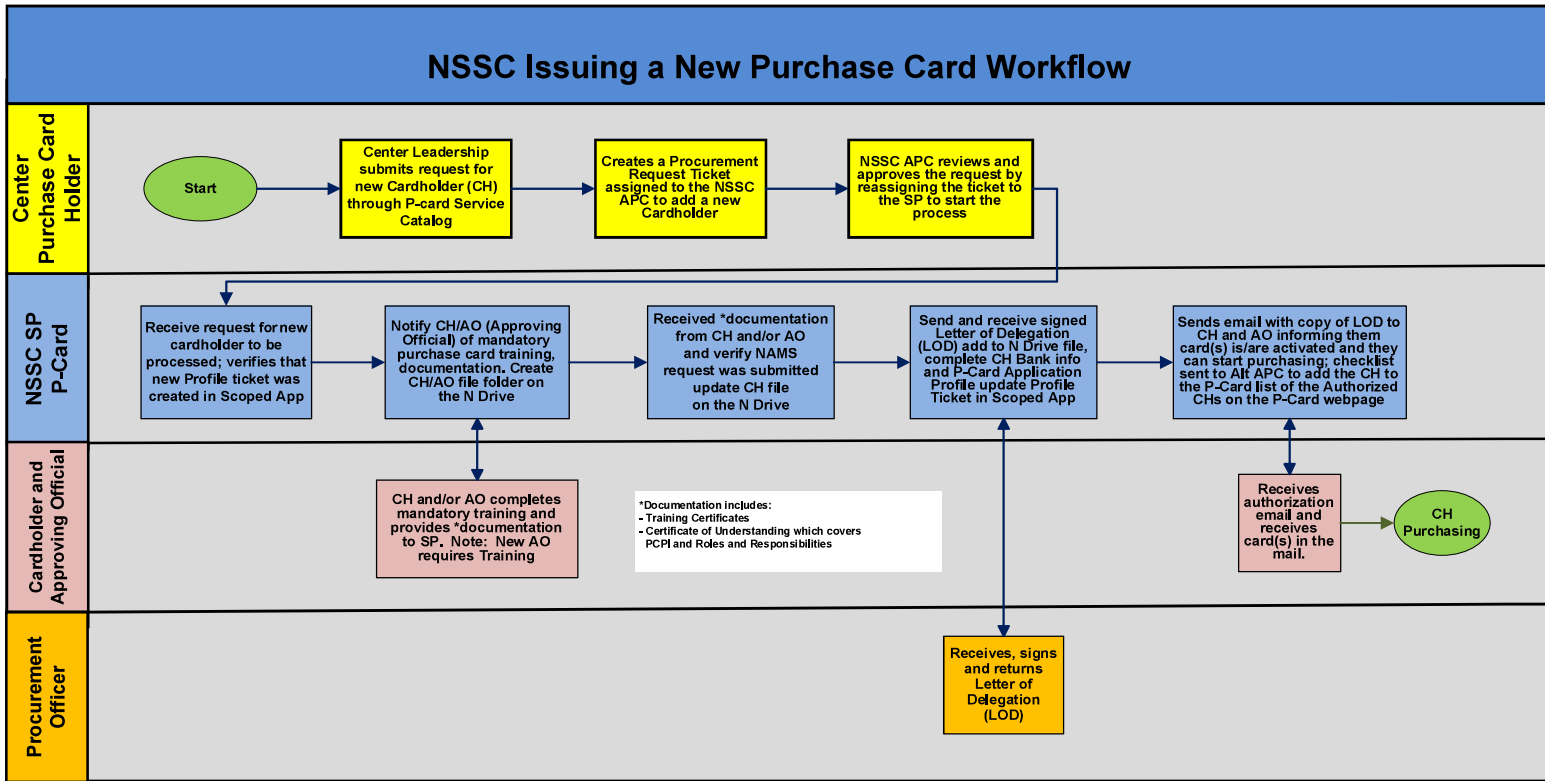 NSSC Issuing a New Purchase Card Workflow
Center
Purchase Card
Holder
Start
Center Leadership
submits request for
new Cardholder (CH)
through P-card Service
Catalog
Creates a Procurement
Request Ticket
assigned to the NSSC
APC to add a new
Cardholder
NSSC APC reviews and
approves the request by
reassigning the ticket to
the SP to start the
process
NSSC SP
P-Card
Receive request for new
cardholder to be
processed; verifies that
new Profile ticket was
created in Scoped App
Notify CH/AO (Approving
Official) of mandatory
purchase card training,
documentation. Create
CH/AO file folder on
the N Drive
Received *documentation
from CH and/or AO
and verify NAMS
request was submitted
update CH file
on the N Drive
Send and receive signed
Letter of Delegation
(LOD) add to N Drive file,
complete CH Bank info
and P-Card Application
Profile update Profile
Ticket in Scoped App
Sends email with copy of LOD to
CH and AO informing them
card(s) is/are activated and they
can start purchasing; checklist
sent to Alt APC to add the CH to
the P-Card list of the Authorized
CHs on the P-Card webpage
Cardholder and
Approving Official
CH and/or AO completes
mandatory training and
provides *documentation
to SP. Note: New AO
requires Training
*Documentation includes:
- Training Certificates
- Certificate of Understanding which covers
PCPI and Roles and Responsibilities
Receives
authorization
email and
receives
card(s) in the
mail.
CH
Purchasing
Procurement
Officer
Receives, signs
and returns
Letter of
Delegation
(LOD)